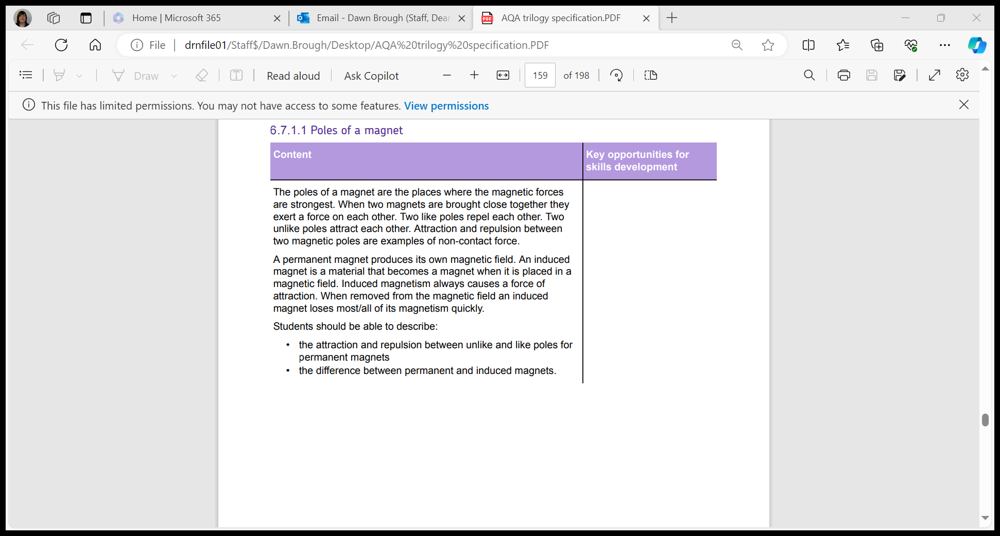 Home | Microsoft 365
Email - Dawn Brough (Staff, Dear
AQA trilogy specification.PDF
File
drnfile01/Staff$/Dawn.Brough/Desktop/AQA%20trilogy%20specification.PDF
Draw
Read aloud
Ask Copilot
159
of 198
This file has limited permissions. You may not have access to some features. View permissions
6.7.1.1 Poles of a magnet
Content
Key opportunities for
skills development
The poles of a magnet are the places where the magnetic forces
are strongest. When two magnets are brought close together they
exert a force on each other. Two like poles repel each other. Two
unlike poles attract each other. Attraction and repulsion between
two magnetic poles are examples of non-contact force.
A permanent magnet produces its own magnetic field. An induced
magnet is a material that becomes a magnet when it is placed in a
magnetic field. Induced magnetism always causes a force of
attraction. When removed from the magnetic field an induced
magnet loses most/all of its magnetism quickly.
Students should be able to describe:
• the attraction and repulsion between unlike and like poles for
permanent magnets
• the difference between permanent and induced magnets.